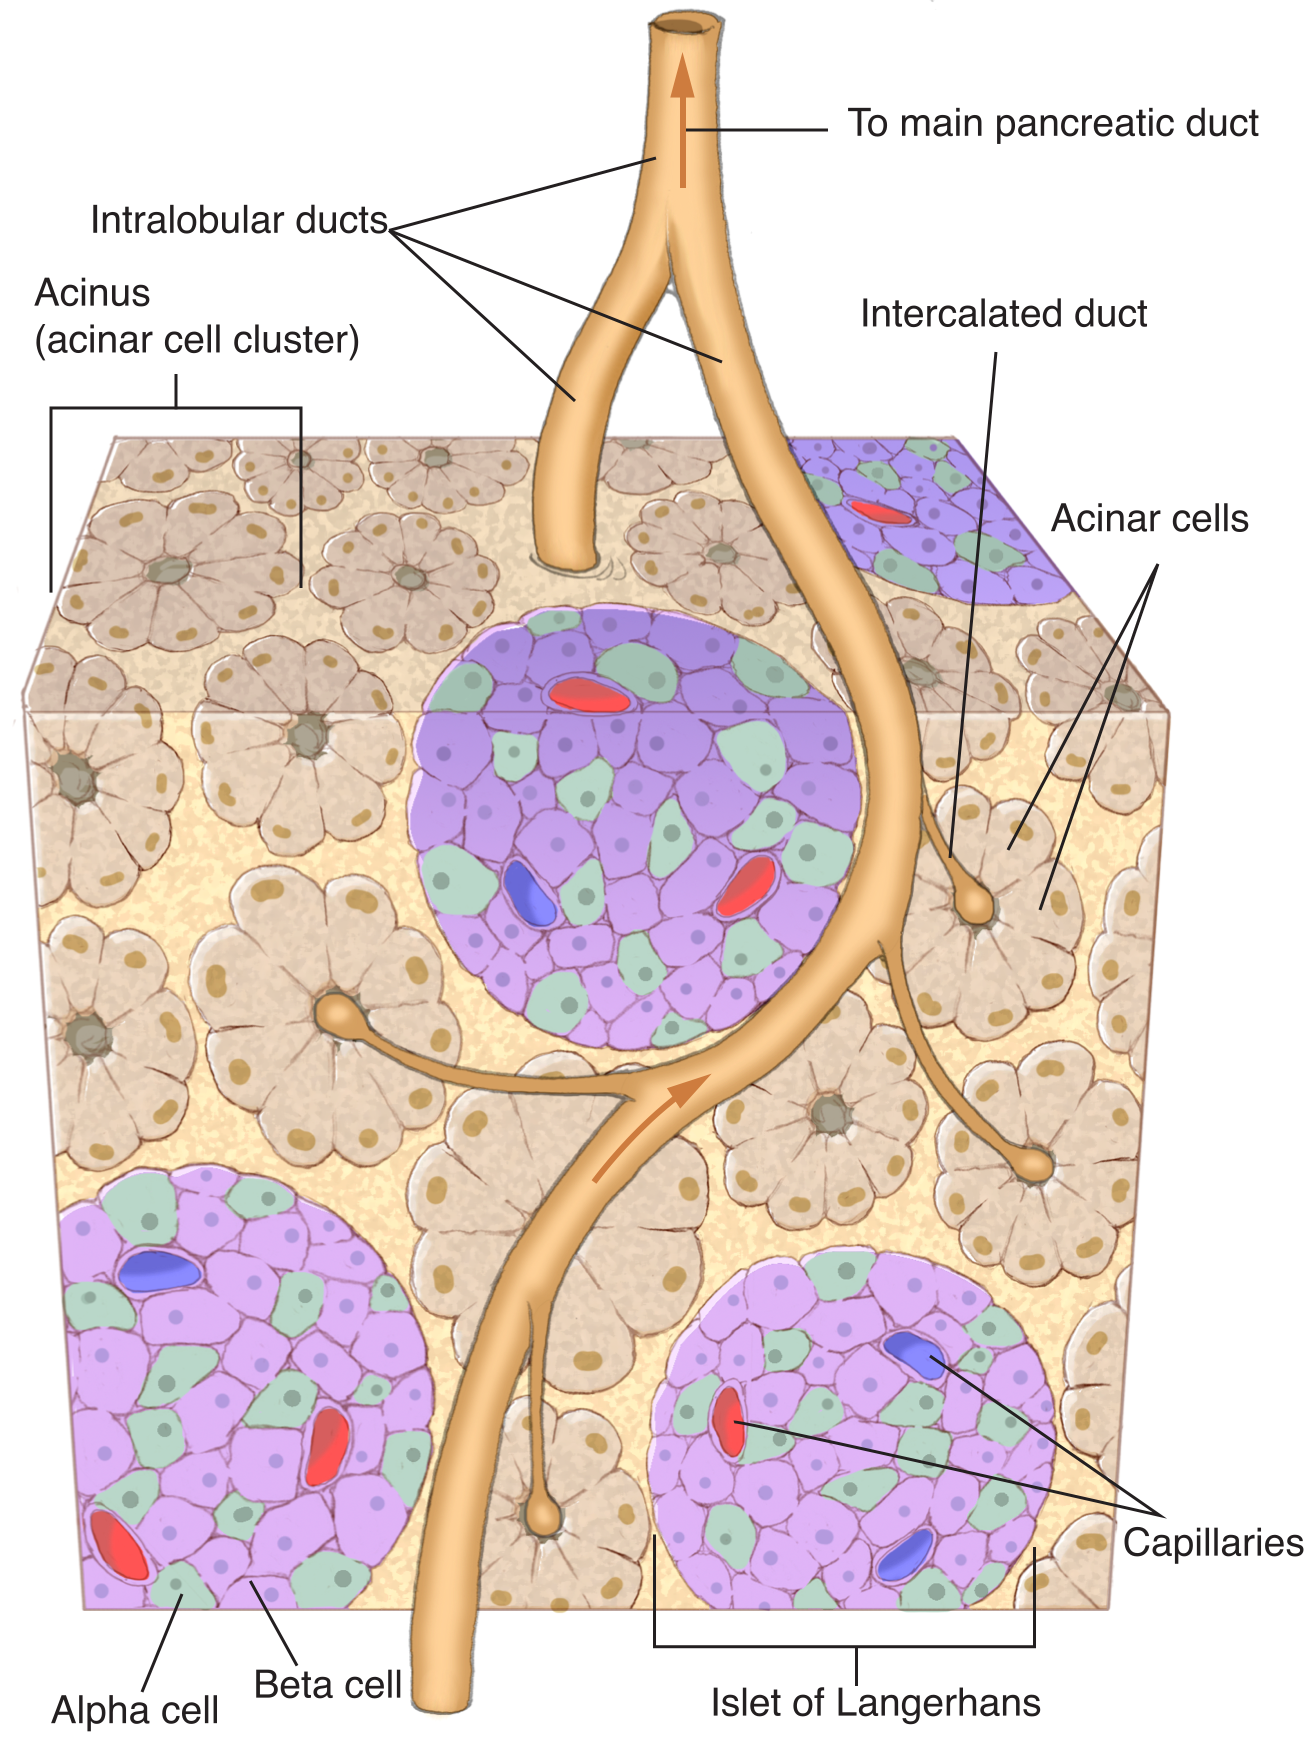 To main pancreatic duct
Intralobular ducts
Acinus
(acinar cell cluster)
Intercalated duct
Acinar cells
Capillaries
Beta cell
Alpha cell
Islet of Langerhans